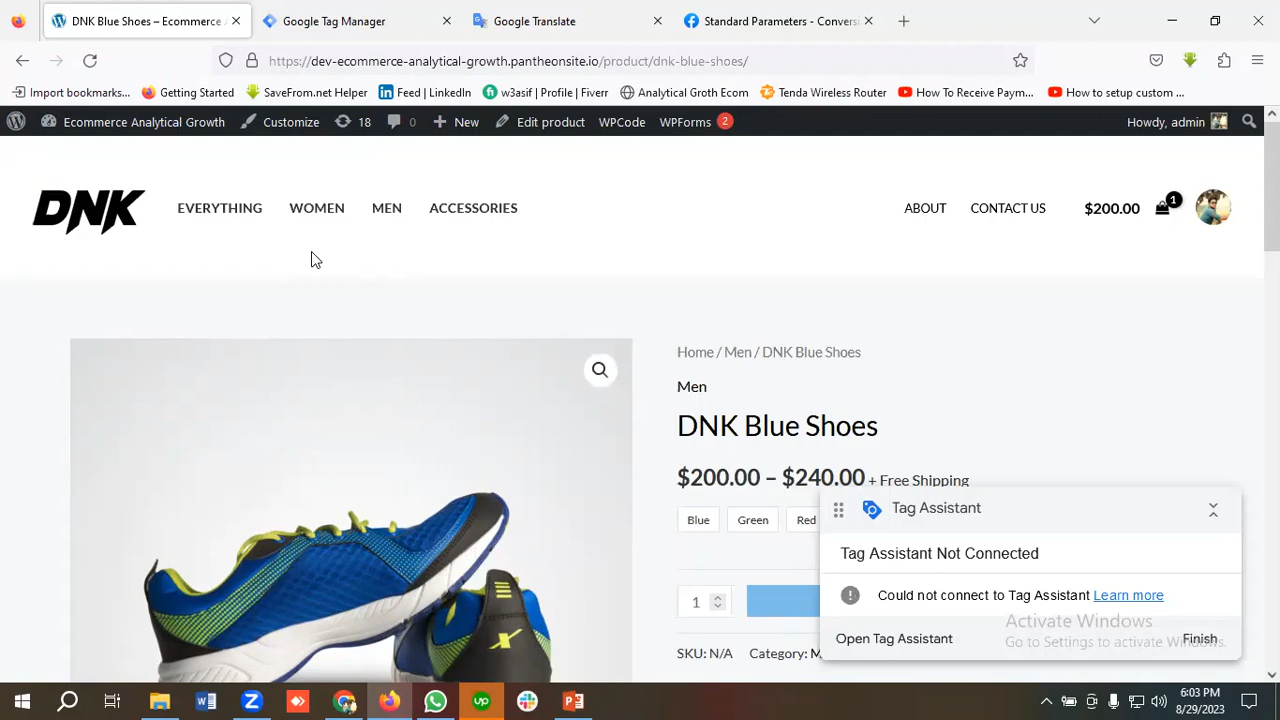 DNK Blue Shoes – Ecommerce A
Google Tag Manager
Google Translate
Standard Parameters - Convers
https://dev-ecommerce-analytical-growth.pantheonsite.io/product/dnk-blue-shoes/
Import bookmarks...
Getting Started
SaveFrom.net Helper
Feed | LinkedIn
w3asif | Profile | Fiverr
Analytical Groth Ecom
Tenda Wireless Router
How To Receive Paym...
How to setup custom ...
Ecommerce Analytical Growth
Customize
18
0
New
Edit product
WPCode
WPForms 2
Howdy, admin
DNK
EVERYTHING
WOMEN
MEN
ACCESSORIES
ABOUT
CONTACT US
$200.00
1
Home / Men / DNK Blue Shoes
Men
DNK Blue Shoes
$200.00 – $240.00 + Free Shipping
Blue
Green
Red
1
SKU: N/A
Category: M
Tag Assistant
Tag Assistant Not Connected
Could not connect to Tag Assistant Learn more
Open Tag Assistant
Finish
Activate Windows
Go to Settings to activate Windows.
6:03 PM
8/29/2023